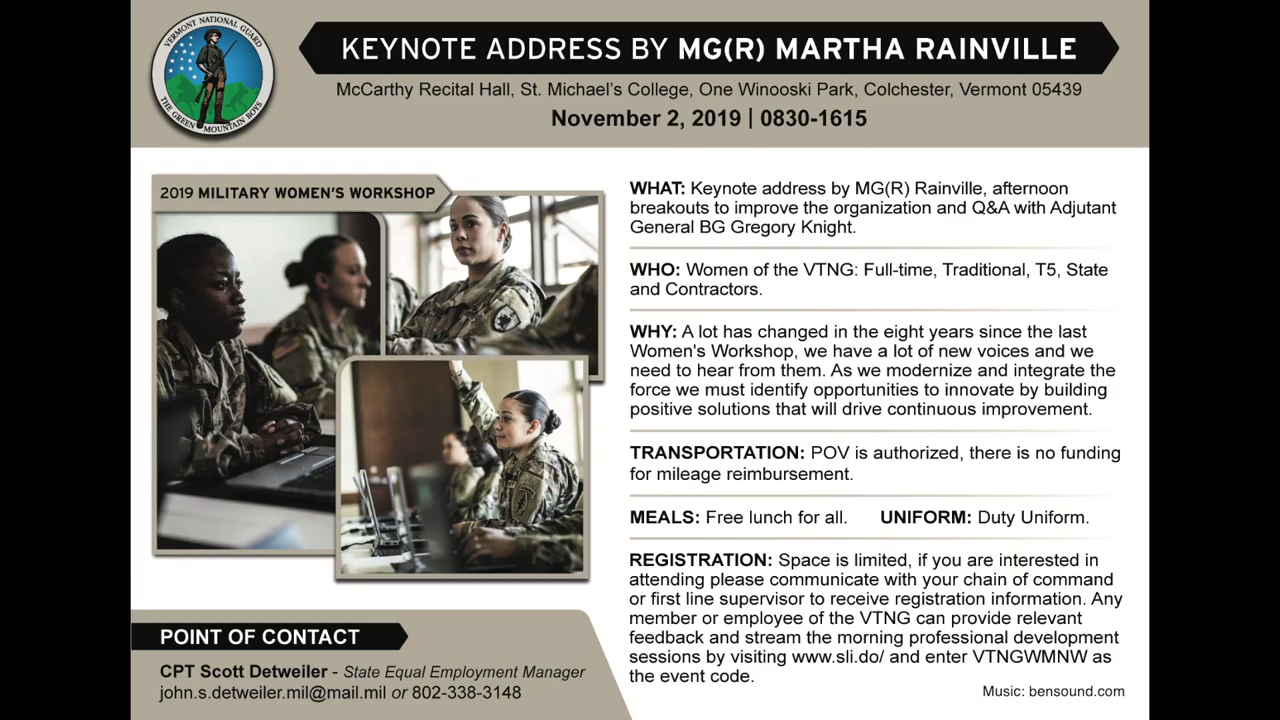 VERMONT NATIONAL GUARD
THE GREEN MOUNTAIN BOYS
KEYNOTE ADDRESS BY MG(R) MARTHA RAINVILLE
McCarthy Recital Hall, St. Michael's College, One Winooski Park, Colchester, Vermont 05439
November 2, 2019 | 0830-1615
2019 MILITARY WOMEN'S WORKSHOP
WHAT: Keynote address by MG(R) Rainville, afternoon
breakouts to improve the organization and Q&A with Adjutant
General BG Gregory Knight.
WHO: Women of the VTNG: Full-time, Traditional, T5, State
and Contractors.
WHY: A lot has changed in the eight years since the last
Women's Workshop, we have a lot of new voices and we
need to hear from them. As we modernize and integrate the
force we must identify opportunities to innovate by building
positive solutions that will drive continuous improvement.
TRANSPORTATION: POV is authorized, there is no funding
for mileage reimbursement.
MEALS: Free lunch for all. UNIFORM: Duty Uniform.
REGISTRATION: Space is limited, if you are interested in
attending please communicate with your chain of command
or first line supervisor to receive registration information. Any
member or employee of the VTNG can provide relevant
feedback and stream the morning professional development
sessions by visiting www.sli.do/ and enter VTNGWMNW as
the event code.
POINT OF CONTACT
CPT Scott Detweiler - State Equal Employment Manager
john.s.detweiler.mil@mail.mil or 802-338-3148
Music: bensound.com